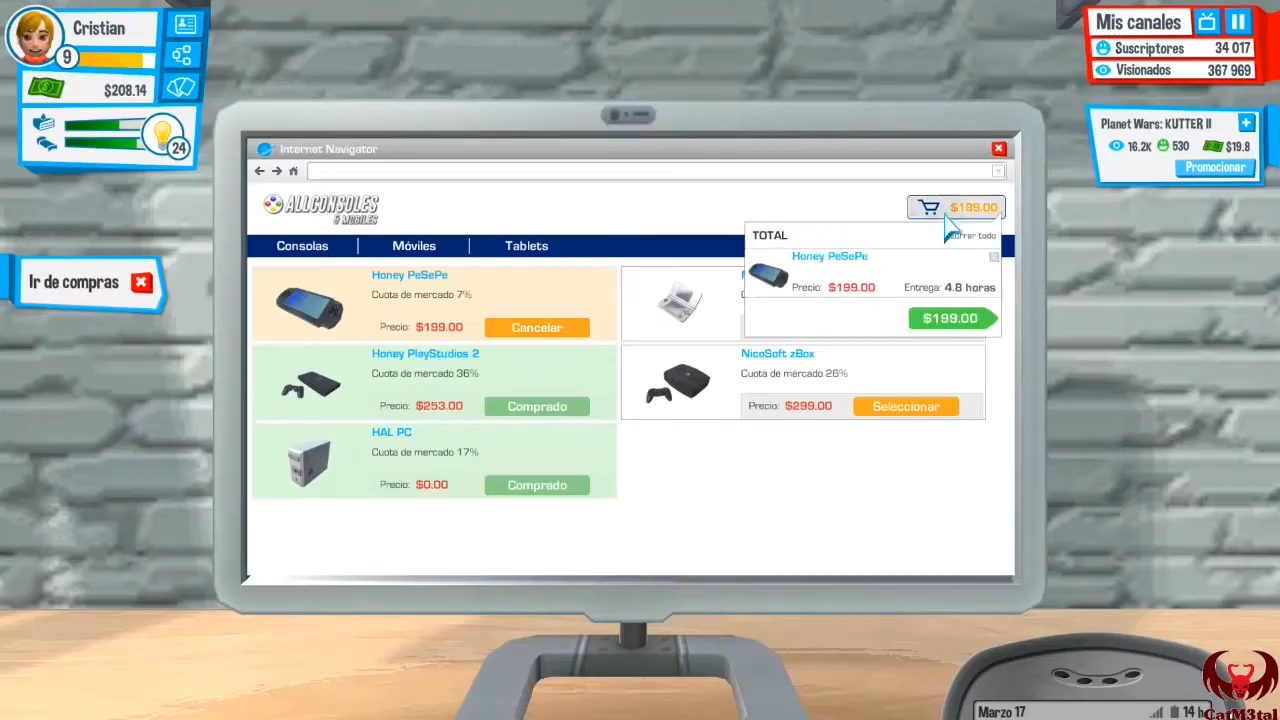 Cristian
9
$208.14
24
Mis canales
Suscriptores 34 017
Visionados 367 969
Planet Wars: KUTTER II
16.2K 530 $19.8
Promocionar
Ir de compras
Internet Navigator
ALLCONSOLES
& MOBILES
$199.00
Consolas Móviles Tablets
TOTAL
Honey PeSePe
Precio: $199.00 Entrega: 4.8 horas
$199.00
Honey PeSePe
Cuota de mercado 7%
Precio: $199.00 Cancelar
Honey PlayStudios 2
Cuota de mercado 36%
Precio: $253.00 Comprado
NicoSoft zBox
Cuota de mercado 26%
Precio: $299.00 Seleccionar
HAL PC
Cuota de mercado 17%
Precio: $0.00 Comprado
Marzo 17 14 h
CatM3tal